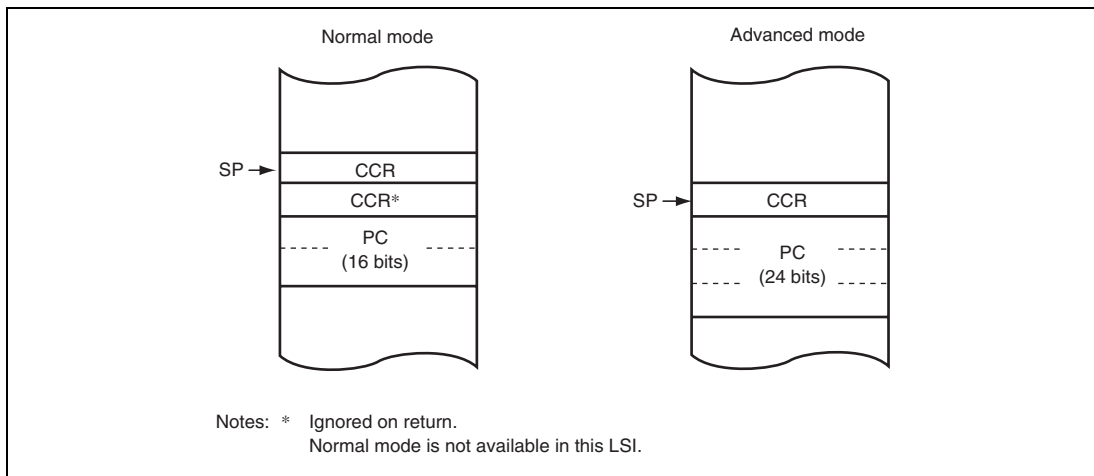 Normal mode
SP
CCR
CCR*
PC
(16 bits)
Advanced mode
SP
CCR
PC
(24 bits)
Notes: * Ignored on return.
Normal mode is not available in this LSI.